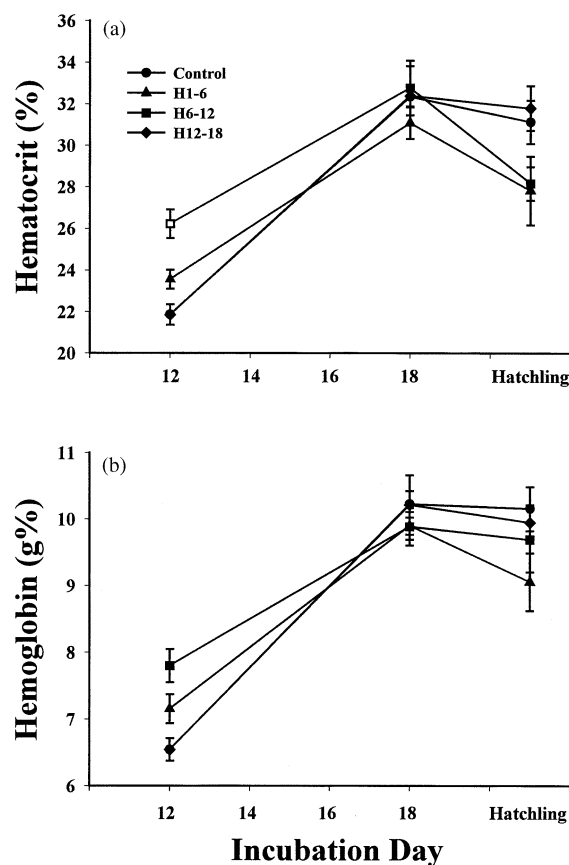 (a)
36
34
32
30
28
26
24
22
20
Hematocrit (%)
Control
H1-6
H6-12
H12-18
12
14
16
18
Hatchling
(b)
11
10
9
8
7
6
Hemoglobin (g%)
12
14
16
18
Hatchling
Incubation Day